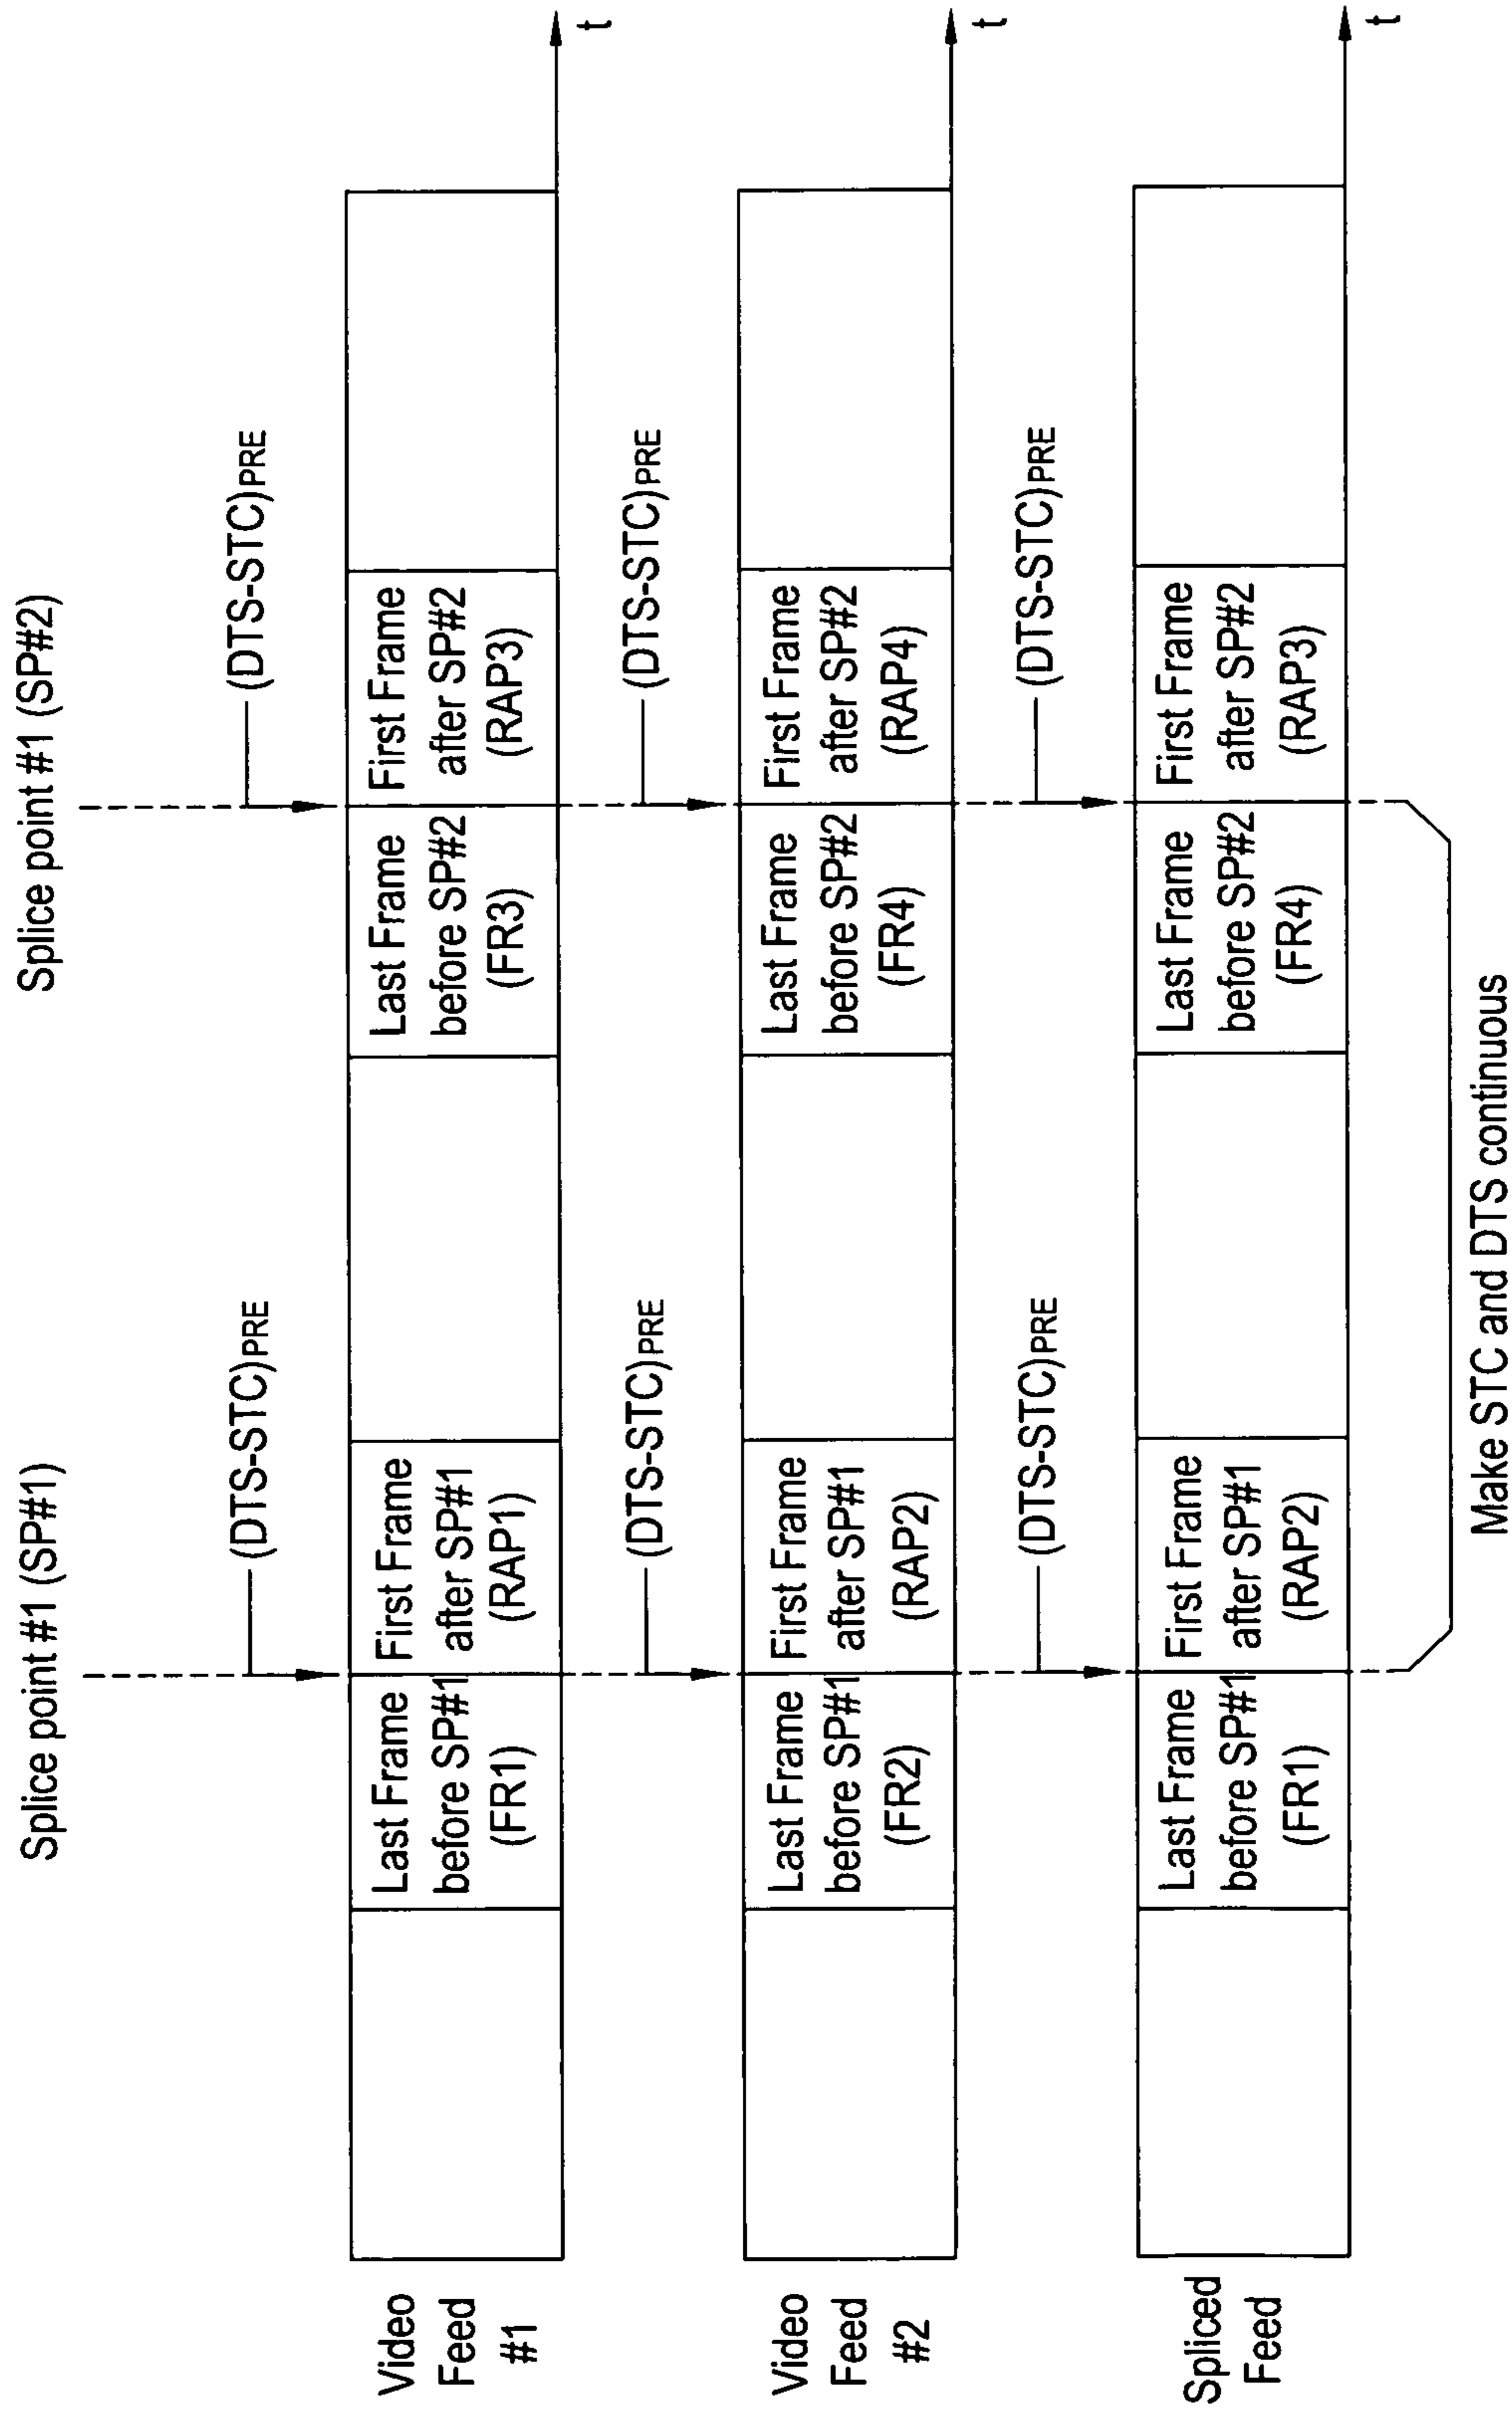 Splice point #1 (SP#1)
Splice point #1 (SP#2)
(DTS-STC)PRE
(DTS-STC)PRE
Video
Feed
#1
Last Frame
before SP#1
(FR1)
First Frame
after SP#1
(RAP1)
Last Frame
before SP#2
(FR3)
First Frame
after SP#2
(RAP3)
t
(DTS-STC)PRE
(DTS-STC)PRE
Video
Feed
#2
Last Frame
before SP#1
(FR2)
First Frame
after SP#1
(RAP2)
Last Frame
before SP#2
(FR4)
First Frame
after SP#2
(RAP4)
t
(DTS-STC)PRE
(DTS-STC)PRE
Spliced
Feed
Last Frame
before SP#1
(FR1)
First Frame
after SP#1
(RAP2)
Last Frame
before SP#2
(FR4)
First Frame
after SP#2
(RAP3)
t
Make STC and DTS continuous